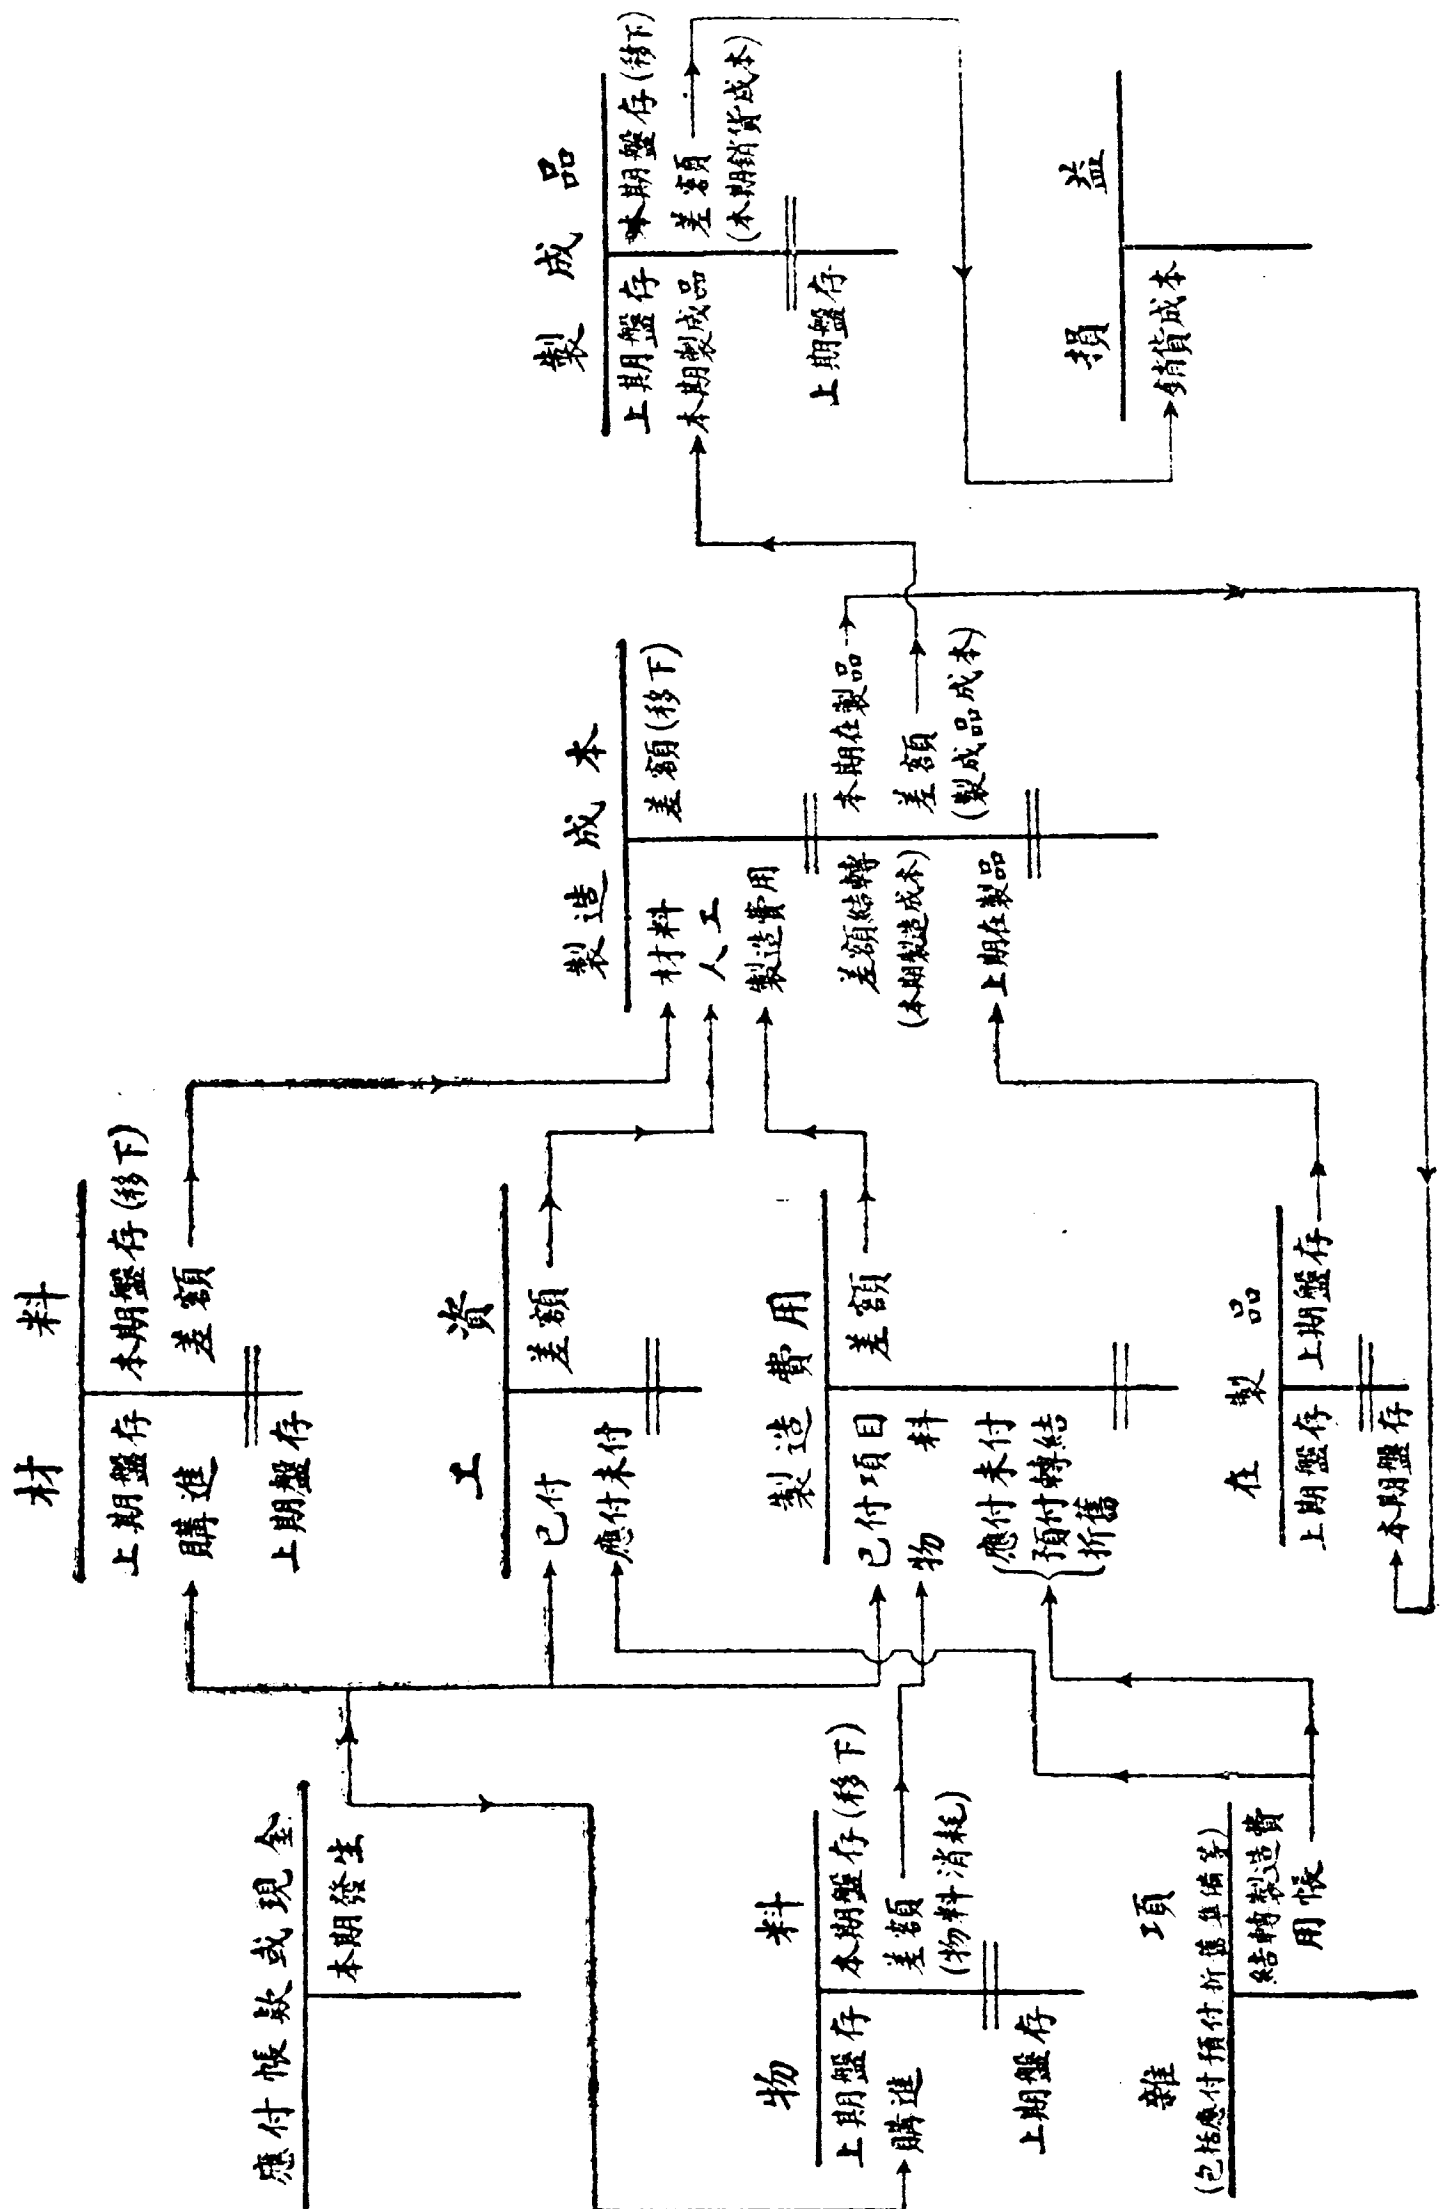 應付帳款或現金
本期發生
物料
上期盤存 本期盤存(移下)
購進 差額
(物料消耗)
上期盤存
雜項
(包括應付預付折舊準備等)
結轉製造費
用帳
材料
上期盤存 本期盤存(移下)
購進 差額
上期盤存
工資
已付 差額
應付未付
製造費用
已付項目 差額
物料
應付未付
預付轉結
折舊
在製品
上期盤存 上期盤存
本期盤存
製造成本
材料 差額(移下)
人工
製造費用
差額結轉 本期在製品
(本期製造成本) 差額
(製成品成本)
上期在製品
製成品
上期盤存 本期盤存(移下)
本期製成品 差額
(本期銷貨成本)
上期盤存
損益
銷貨成本